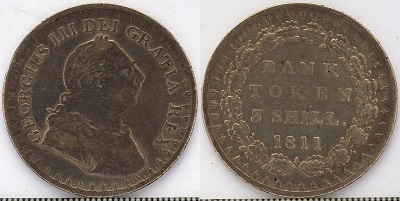 GEORGIUS III DEI GRATIA REX
BANK
TOKEN
3 SHILL.
1811